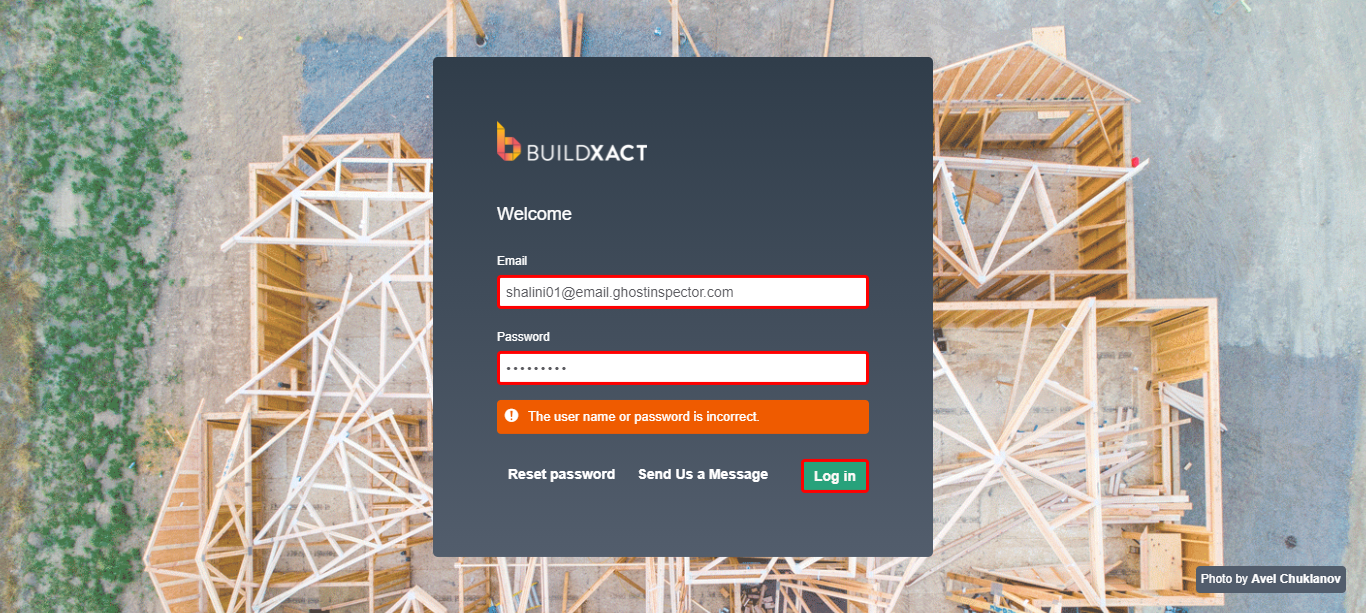 BUILDXACT
Welcome
Email
shalini01@email.ghostinspector.com
Password
•••••••••
The user name or password is incorrect.
Reset password Send Us a Message Log in
Photo by Avel Chuklanov